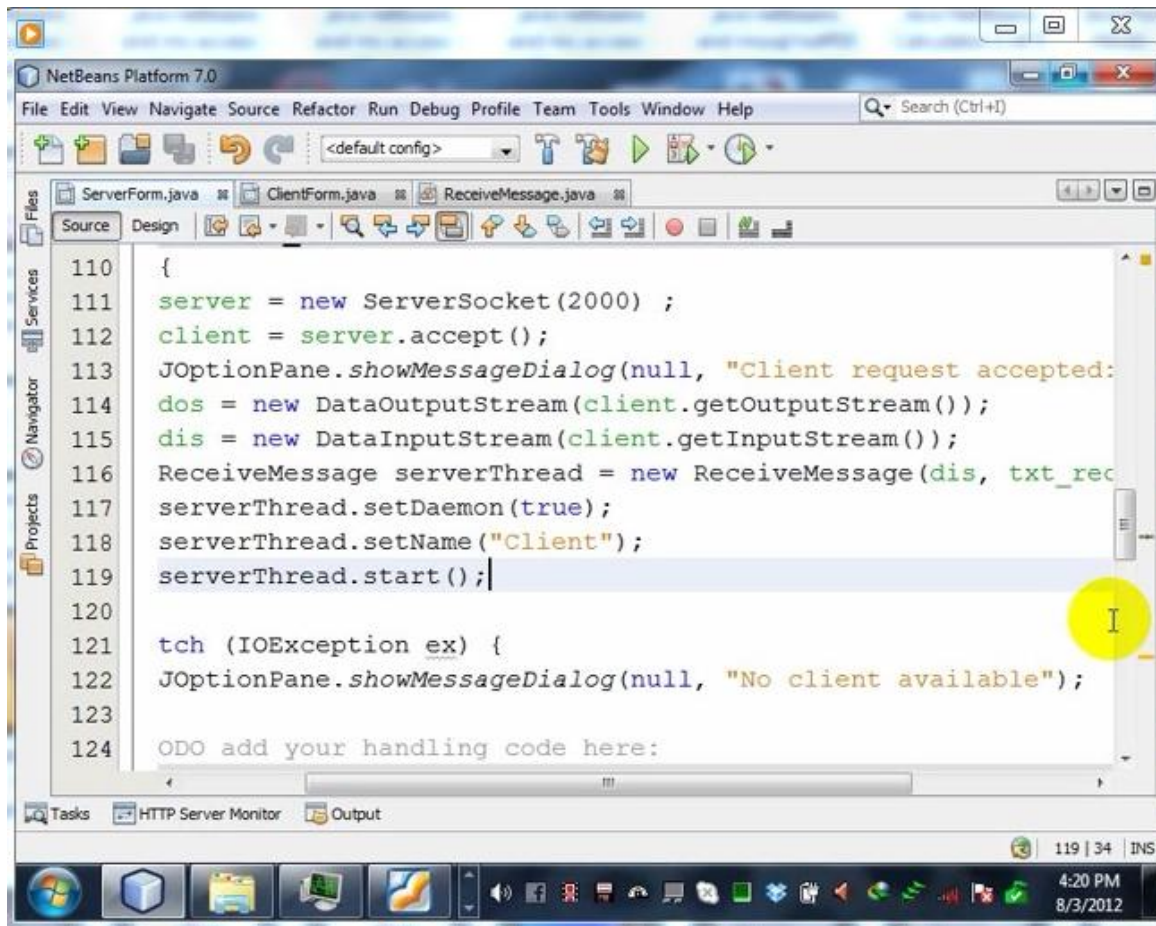 NetBeans Platform 7.0
File Edit View Navigate Source Refactor Run Debug Profile Team Tools Window Help
Search (Ctrl+I)
<default config>
Files
Services
Navigator
Projects
ServerForm.java
ClientForm.java
ReceiveMessage.java
Source Design
110 {
111 server = new ServerSocket(2000) ;
112 client = server.accept();
113 JOptionPane.showMessageDialog(null, "Client request accepted:
114 dos = new DataOutputStream(client.getOutputStream());
115 dis = new DataInputStream(client.getInputStream());
116 ReceiveMessage serverThread = new ReceiveMessage(dis, txt_rec
117 serverThread.setDaemon(true);
118 serverThread.setName("Client");
119 serverThread.start();
120
121 tch (IOException ex) {
122 JOptionPane.showMessageDialog(null, "No client available");
123
124 ODO add your handling code here:
Tasks HTTP Server Monitor Output
119 | 34 INS
4:20 PM
8/3/2012